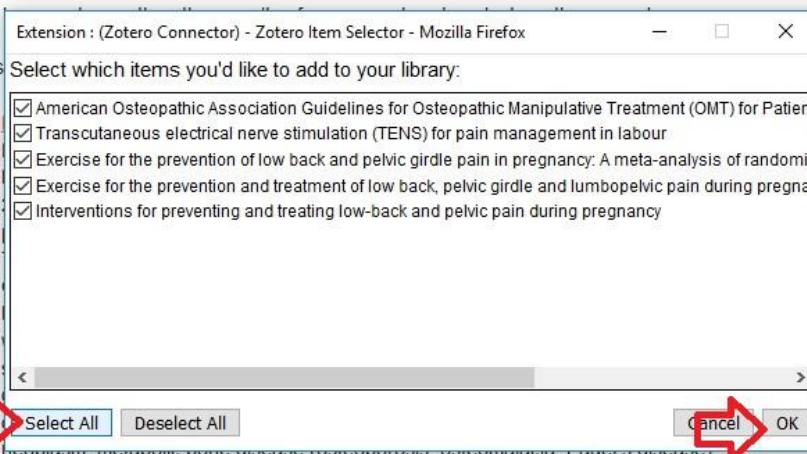 Extension : (Zotero Connector) - Zotero Item Selector - Mozilla Firefox
Select which items you'd like to add to your library:
American Osteopathic Association Guidelines for Osteopathic Manipulative Treatment (OMT) for Patien
Transcutaneous electrical nerve stimulation (TENS) for pain management in labour
Exercise for the prevention of low back and pelvic girdle pain in pregnancy: A meta-analysis of randomi
Exercise for the prevention and treatment of low back, pelvic girdle and lumbopelvic pain during pregna
Interventions for preventing and treating low-back and pelvic pain during pregnancy
Select All Deselect All Cancel OK